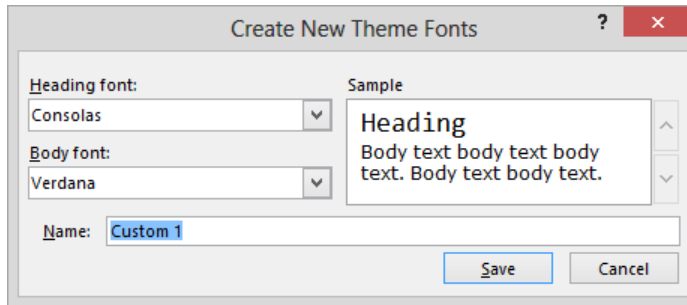 Create New Theme Fonts
?
Heading font:
Consolas
Body font:
Verdana
Sample
Heading
Body text body text body
text. Body text body text.
Name: Custom 1
Save Cancel